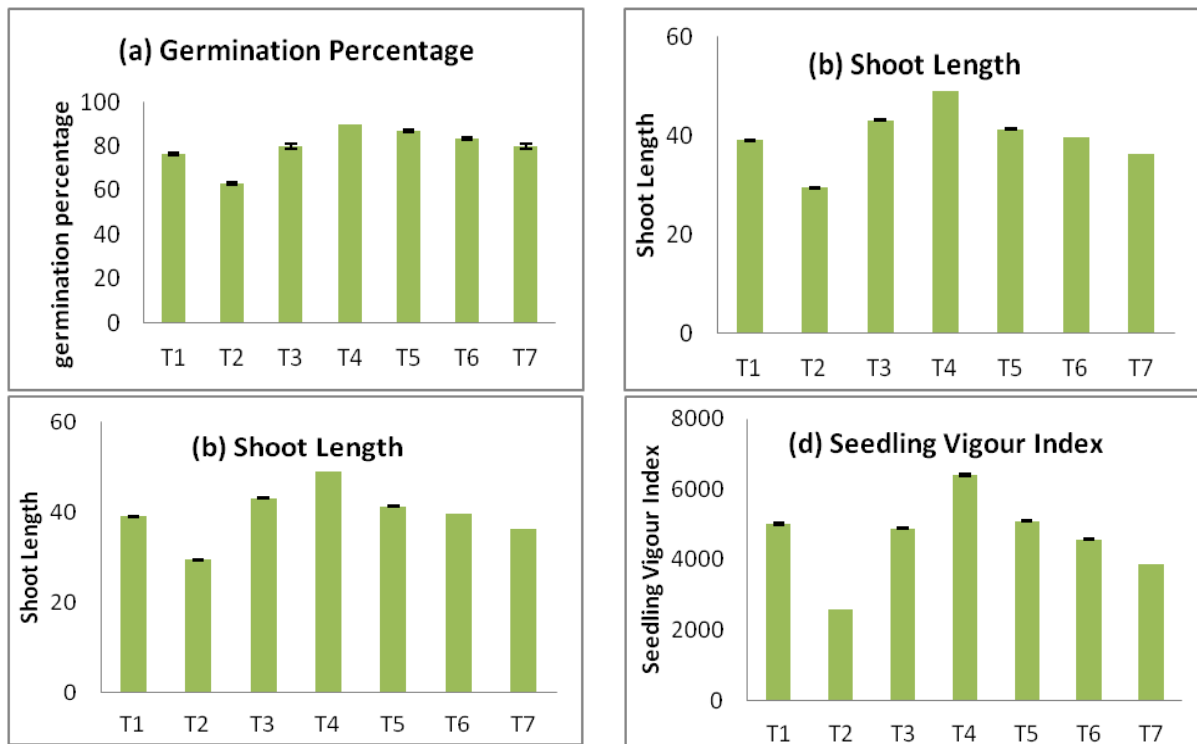 (a) Germination Percentage
germination percentage
100
80
60
40
20
0
T1 T2 T3 T4 T5 T6 T7
(b) Shoot Length
Shoot Length
60
40
20
0
T1 T2 T3 T4 T5 T6 T7
(b) Shoot Length
Shoot Length
60
40
20
0
T1 T2 T3 T4 T5 T6 T7
(d) Seedling Vigour Index
Seedling Vigour Index
8000
6000
4000
2000
0
T1 T2 T3 T4 T5 T6 T7